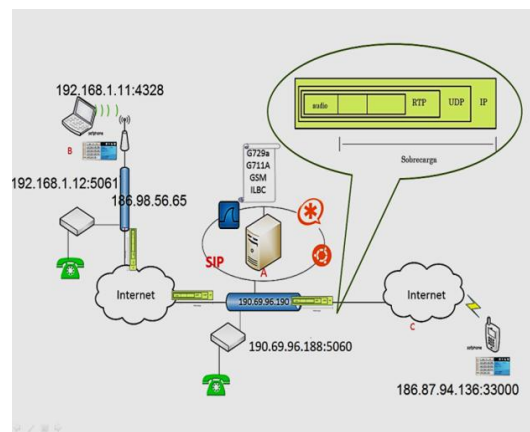 192.168.1.11:4328
softphone
B
192.168.1.12:5061
186.98.56.65
G729a
G711A
GSM
ILBC
SIP
A
audio
RTP
UDP
IP
Sobrecarga
Internet
190.69.96.190
Internet
C
190.69.96.188:5060
softphone
186.87.94.136:33000